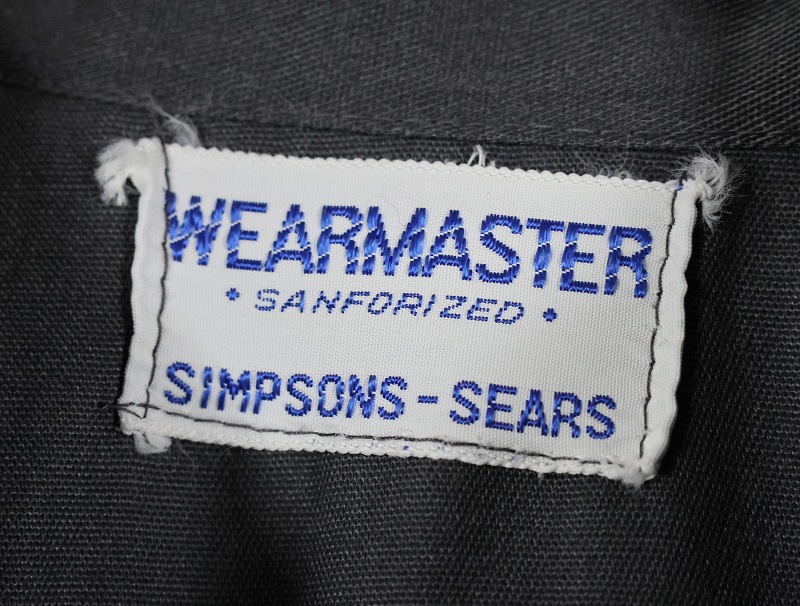 WEARMASTER
• SANFORIZED •
SIMPSONS - SEARS